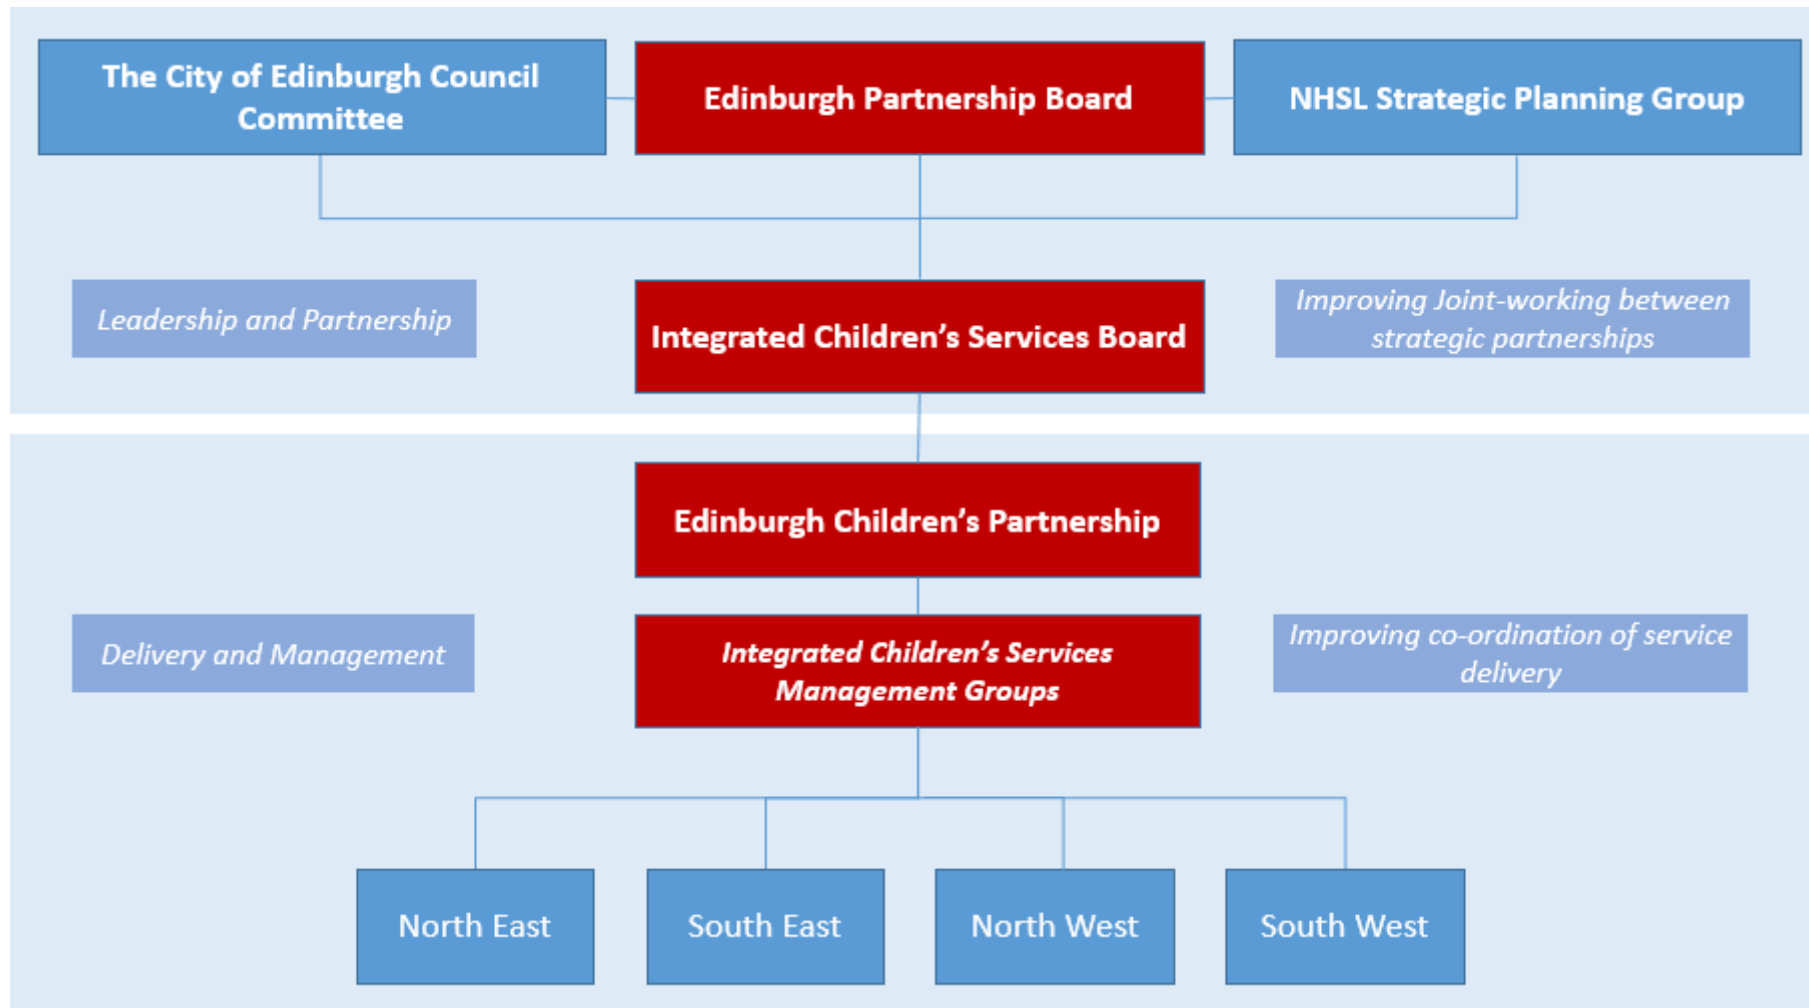 The City of Edinburgh Council
Committee
Edinburgh Partnership Board
NHSL Strategic Planning Group
Leadership and Partnership
Integrated Children’s Services Board
Improving Joint-working between
strategic partnerships
Edinburgh Children’s Partnership
Delivery and Management
Integrated Children’s Services
Management Groups
Improving co-ordination of service
delivery
North East
South East
North West
South West